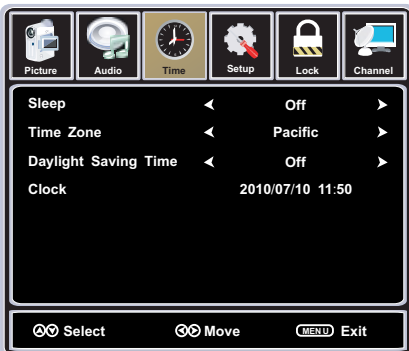 Picture Audio Time Setup Lock Channel
Sleep Off
Time Zone Pacific
Daylight Saving Time Off
Clock 2010/07/10 11:50
Select Move MENU Exit